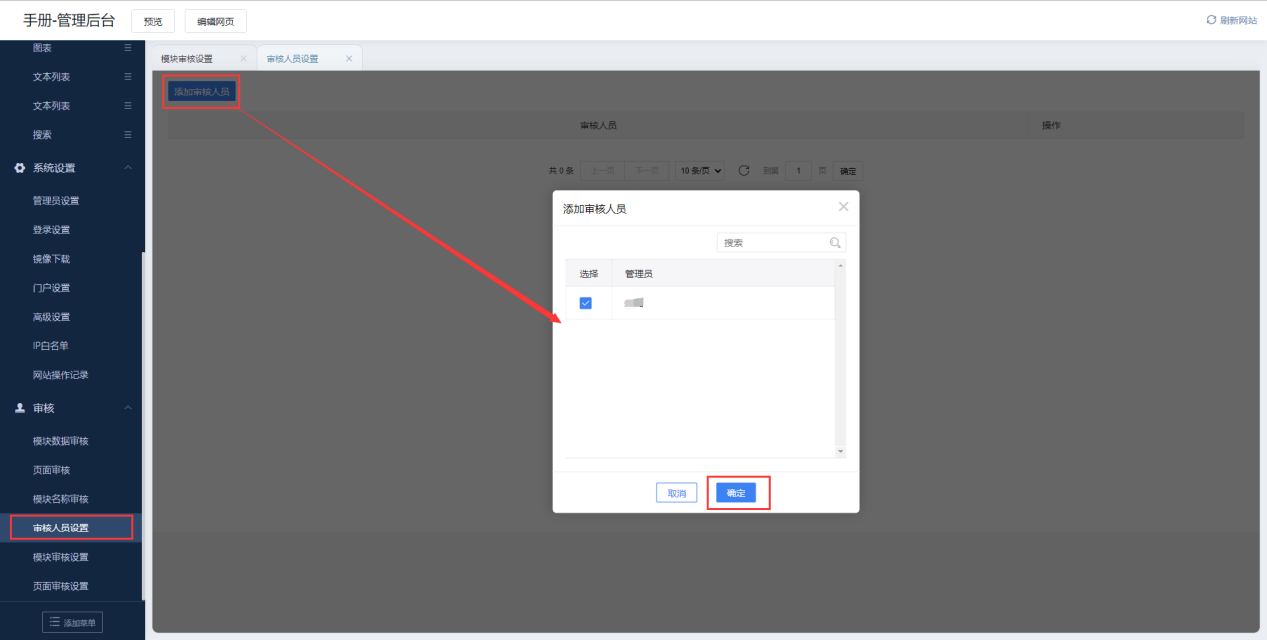 手册-管理后台
预览
编辑网页
刷新网站
图表
文本列表
文本列表
搜索
系统设置
管理员设置
登录设置
镜像下载
门户设置
高级设置
IP白名单
网站操作记录
审核
模块数据审核
页面审核
模块名称审核
审核人员设置
模块审核设置
页面审核设置
添加菜单
模块审核设置
审核人员设置
添加审核人员
审核人员
操作
共 0 条
上一页
下一页
10 条/页
到第
1
页
确定
添加审核人员
搜索
选择
管理员
取消
确定